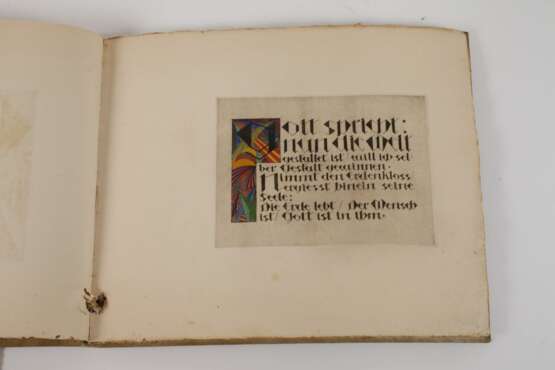 Gott spricht:
Nun die Welt
gestaltet ist / will ich sel-
ber Gestalt gewinnen.
Nimmt den Erdenkloss
ergiesst hinein seine
Seele:
Die Erde lebt / Der Mensch
ist / Gott ist in ihm.